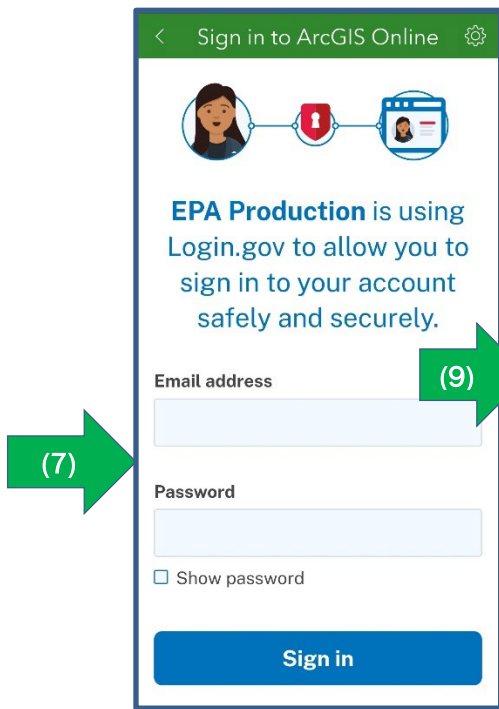 Sign in to ArcGIS Online
EPA Production is using
Login.gov to allow you to
sign in to your account
safely and securely.
Email address
(9)
(7)
Password
Show password
Sign in